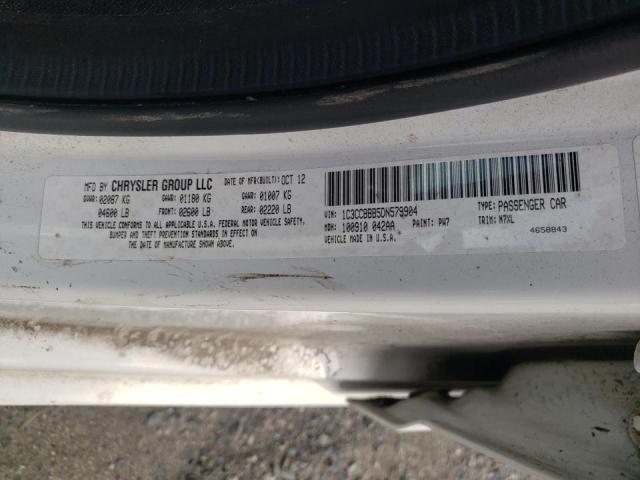 MFD BY CHRYSLER GROUP LLC DATE OF MFR(BUILT): OCT 12
GVWR: 02087 KG GAWR: 01180 KG GAWR: 01007 KG
04600 LB FRONT: 02600 LB REAR: 02220 LB
THIS VEHICLE CONFORMS TO ALL APPLICABLE U.S.A. FEDERAL MOTOR VEHICLE SAFETY,
BUMPER AND THEFT PREVENTION STANDARDS IN EFFECT ON
THE DATE OF MANUFACTURE SHOWN ABOVE.
VIN: 1C3CCBBB5DN579904 TYPE: PASSENGER CAR
MDH: 100910 042AA PAINT: PW7 TRIM: M7XL
VEHICLE MADE IN U.S.A. 4658843